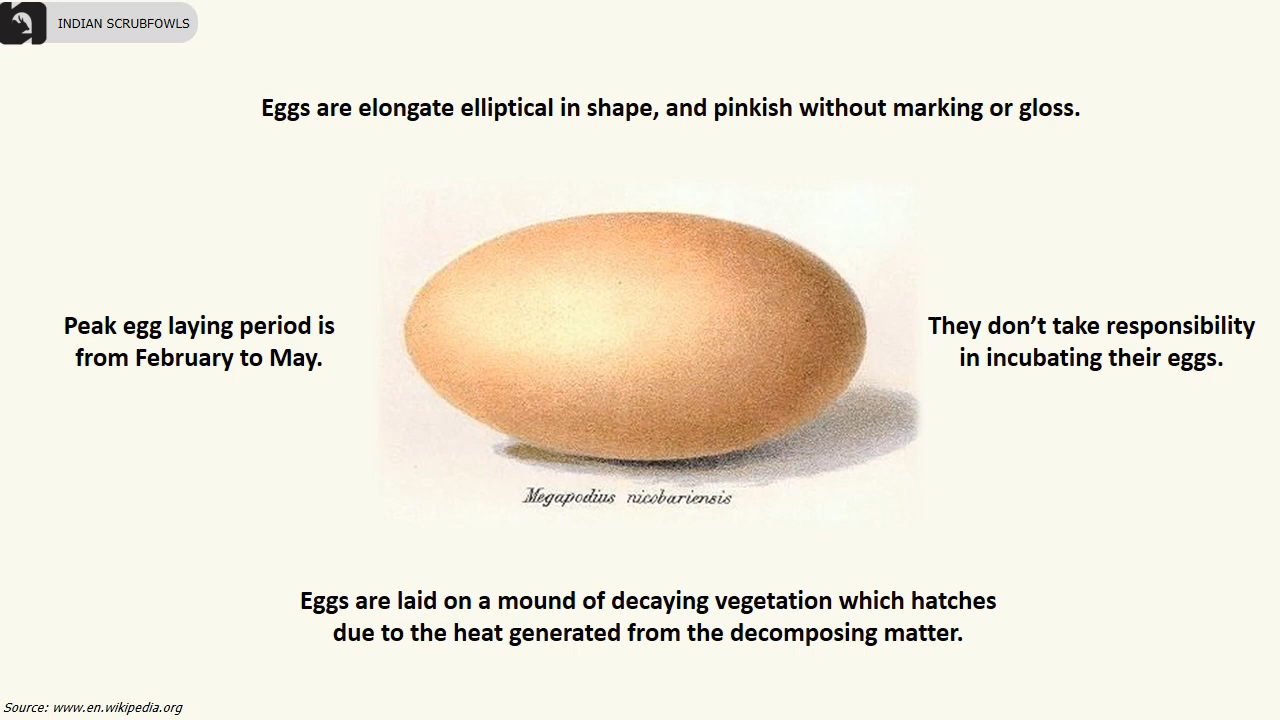 INDIAN SCRUBFOWLS
Eggs are elongate elliptical in shape, and pinkish without marking or gloss.
Peak egg laying period is
from February to May.
They don’t take responsibility
in incubating their eggs.
Megapodius nicobariensis
Eggs are laid on a mound of decaying vegetation which hatches
due to the heat generated from the decomposing matter.
Source: www.en.wikipedia.org